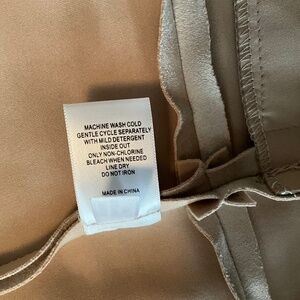 MACHINE WASH COLD
GENTLE CYCLE SEPARATELY
WITH MILD DETERGENT
INSIDE OUT
ONLY NON-CHLORINE
BLEACH WHEN NEEDED
LINE DRY
DO NOT IRON
MADE IN CHINA